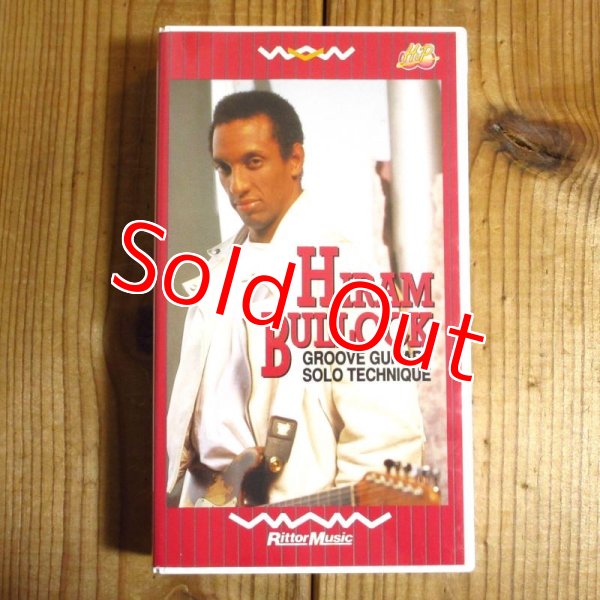 HIRAM
BULLOCK
GROOVE GUITAR
SOLO TECHNIQUE
Sold Out
Rittor Music